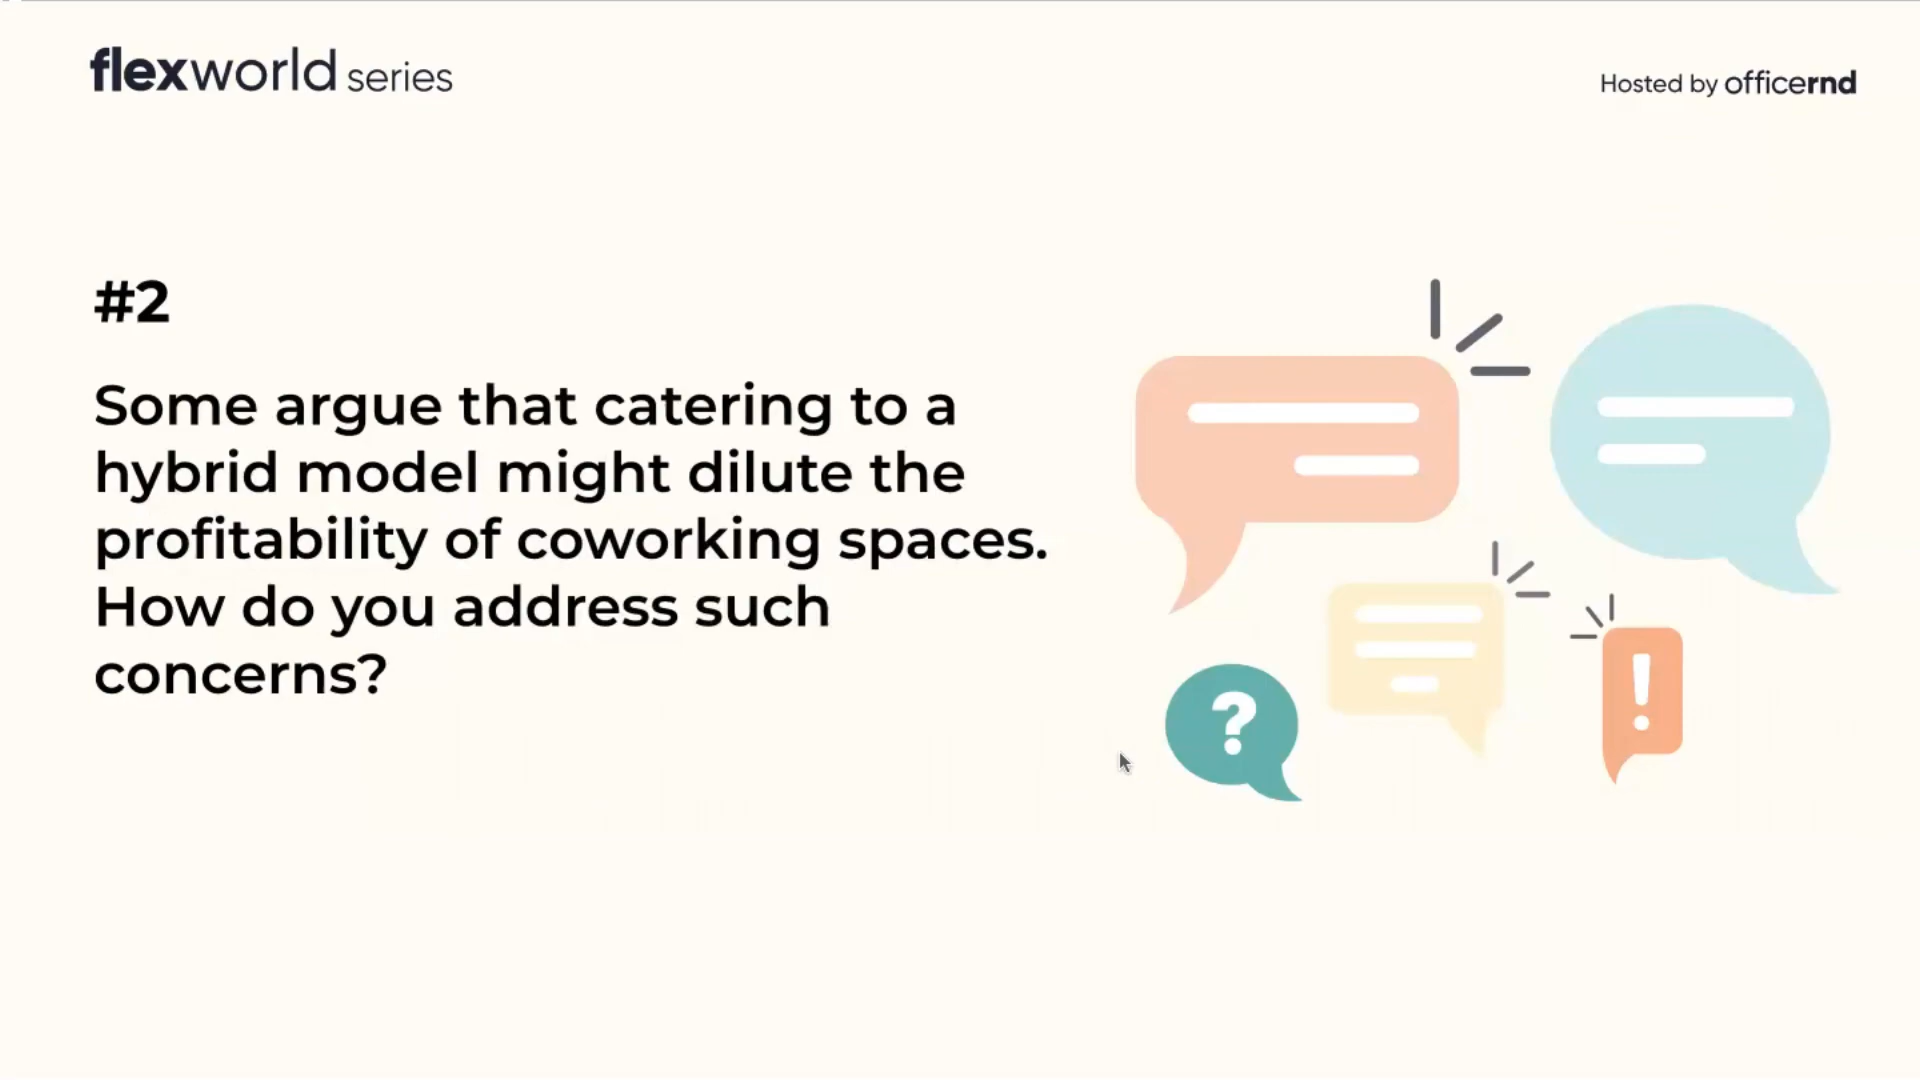 flexworld series
Hosted by officernd
#2
Some argue that catering to a
hybrid model might dilute the
profitability of coworking spaces.
How do you address such
concerns?
?
!